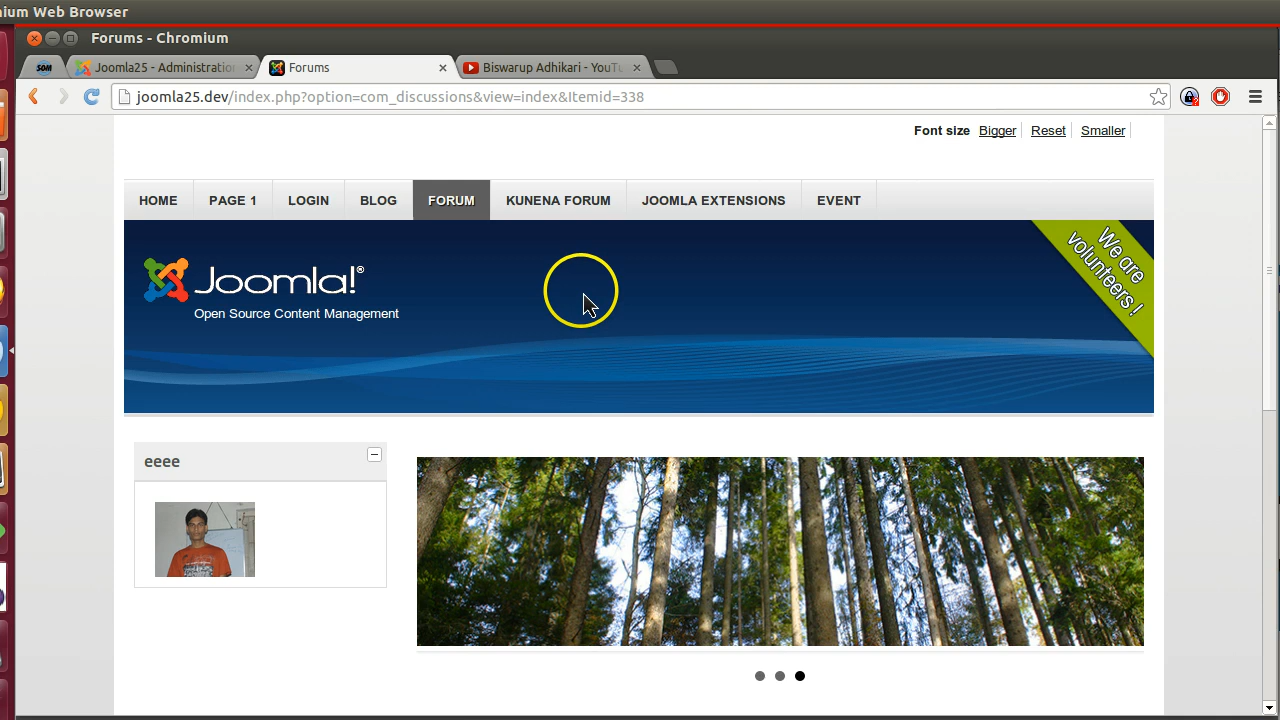 ium Web Browser
Forums - Chromium
SOM
Joomla25 - Administration
Forums
Biswarup Adhikari - YouTu
joomla25.dev/index.php?option=com_discussions&view=index&Itemid=338
Font size Bigger Reset Smaller
HOME PAGE 1 LOGIN BLOG FORUM KUNENA FORUM JOOMLA EXTENSIONS EVENT
Joomla!®
Open Source Content Management
We are
volunteers !
eeee